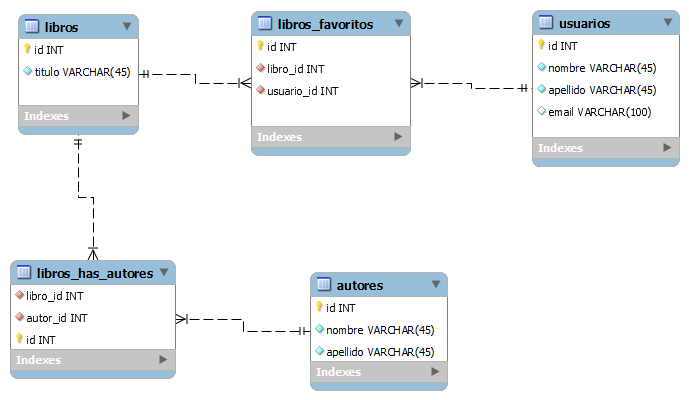 libros
id INT
titulo VARCHAR(45)
Indexes
libros_favoritos
id INT
libro_id INT
usuario_id INT
Indexes
usuarios
id INT
nombre VARCHAR(45)
apellido VARCHAR(45)
email VARCHAR(100)
Indexes
libros_has_autores
libro_id INT
autor_id INT
id INT
Indexes
autores
id INT
nombre VARCHAR(45)
apellido VARCHAR(45)
Indexes